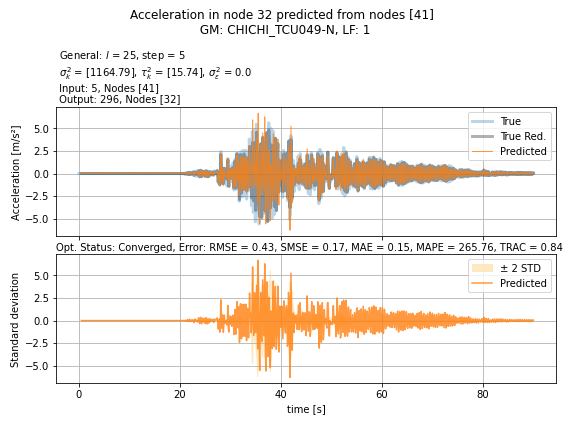 Acceleration in node 32 predicted from nodes [41]
GM: CHICHI_TCU049-N, LF: 1
General: l = 25, step = 5
σ²ₖ = [1164.79], τ²ₖ = [15.74], σ²ε = 0.0
Input: 5, Nodes [41]
Output: 296, Nodes [32]
Acceleration [m/s²]
5.0
2.5
0.0
−2.5
−5.0
True
True Red.
Predicted
Opt. Status: Converged, Error: RMSE = 0.43, SMSE = 0.17, MAE = 0.15, MAPE = 265.76, TRAC = 0.84
Standard deviation
5.0
2.5
0.0
−2.5
−5.0
± 2 STD
Predicted
0 20 40 60 80
time [s]